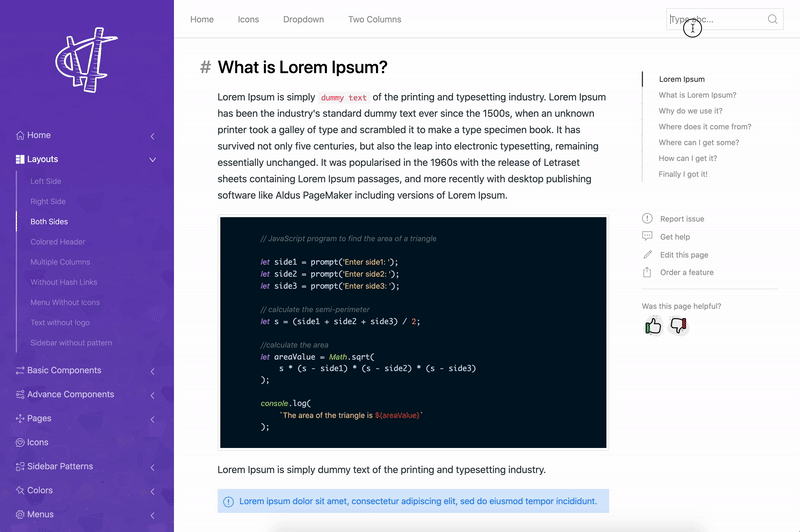 Home
Icons
Dropdown
Two Columns
Home
Layouts
Left Side
Right Side
Both Sides
Colored Header
Multiple Columns
Without Hash Links
Menu Without Icons
Text without logo
Sidebar without pattern
Basic Components
Advance Components
Pages
Icons
Sidebar Patterns
Colors
Menus
# What is Lorem Ipsum?
Lorem Ipsum is simply dummy text of the printing and typesetting industry. Lorem Ipsum
has been the industry's standard dummy text ever since the 1500s, when an unknown
printer took a galley of type and scrambled it to make a type specimen book. It has
survived not only five centuries, but also the leap into electronic typesetting, remaining
essentially unchanged. It was popularised in the 1960s with the release of Letraset
sheets containing Lorem Ipsum passages, and more recently with desktop publishing
software like Aldus PageMaker including versions of Lorem Ipsum.
// JavaScript program to find the area of a triangle
let side1 = prompt('Enter side1: ');
let side2 = prompt('Enter side2: ');
let side3 = prompt('Enter side3: ');
// calculate the semi-perimeter
let s = (side1 + side2 + side3) / 2;
//calculate the area
let areaValue = Math.sqrt(
s * (s - side1) * (s - side2) * (s - side3)
);
console.log(
`The area of the triangle is ${areaValue}`
);
Lorem Ipsum is simply dummy text of the printing and typesetting industry.
Lorem ipsum dolor sit amet, consectetur adipiscing elit, sed do eiusmod tempor incididunt.
Type
Lorem Ipsum
What is Lorem Ipsum?
Why do we use it?
Where does it come from?
Where can I get some?
How can I get it?
Finally I got it!
Report issue
Get help
Edit this page
Order a feature
Was this page helpful?